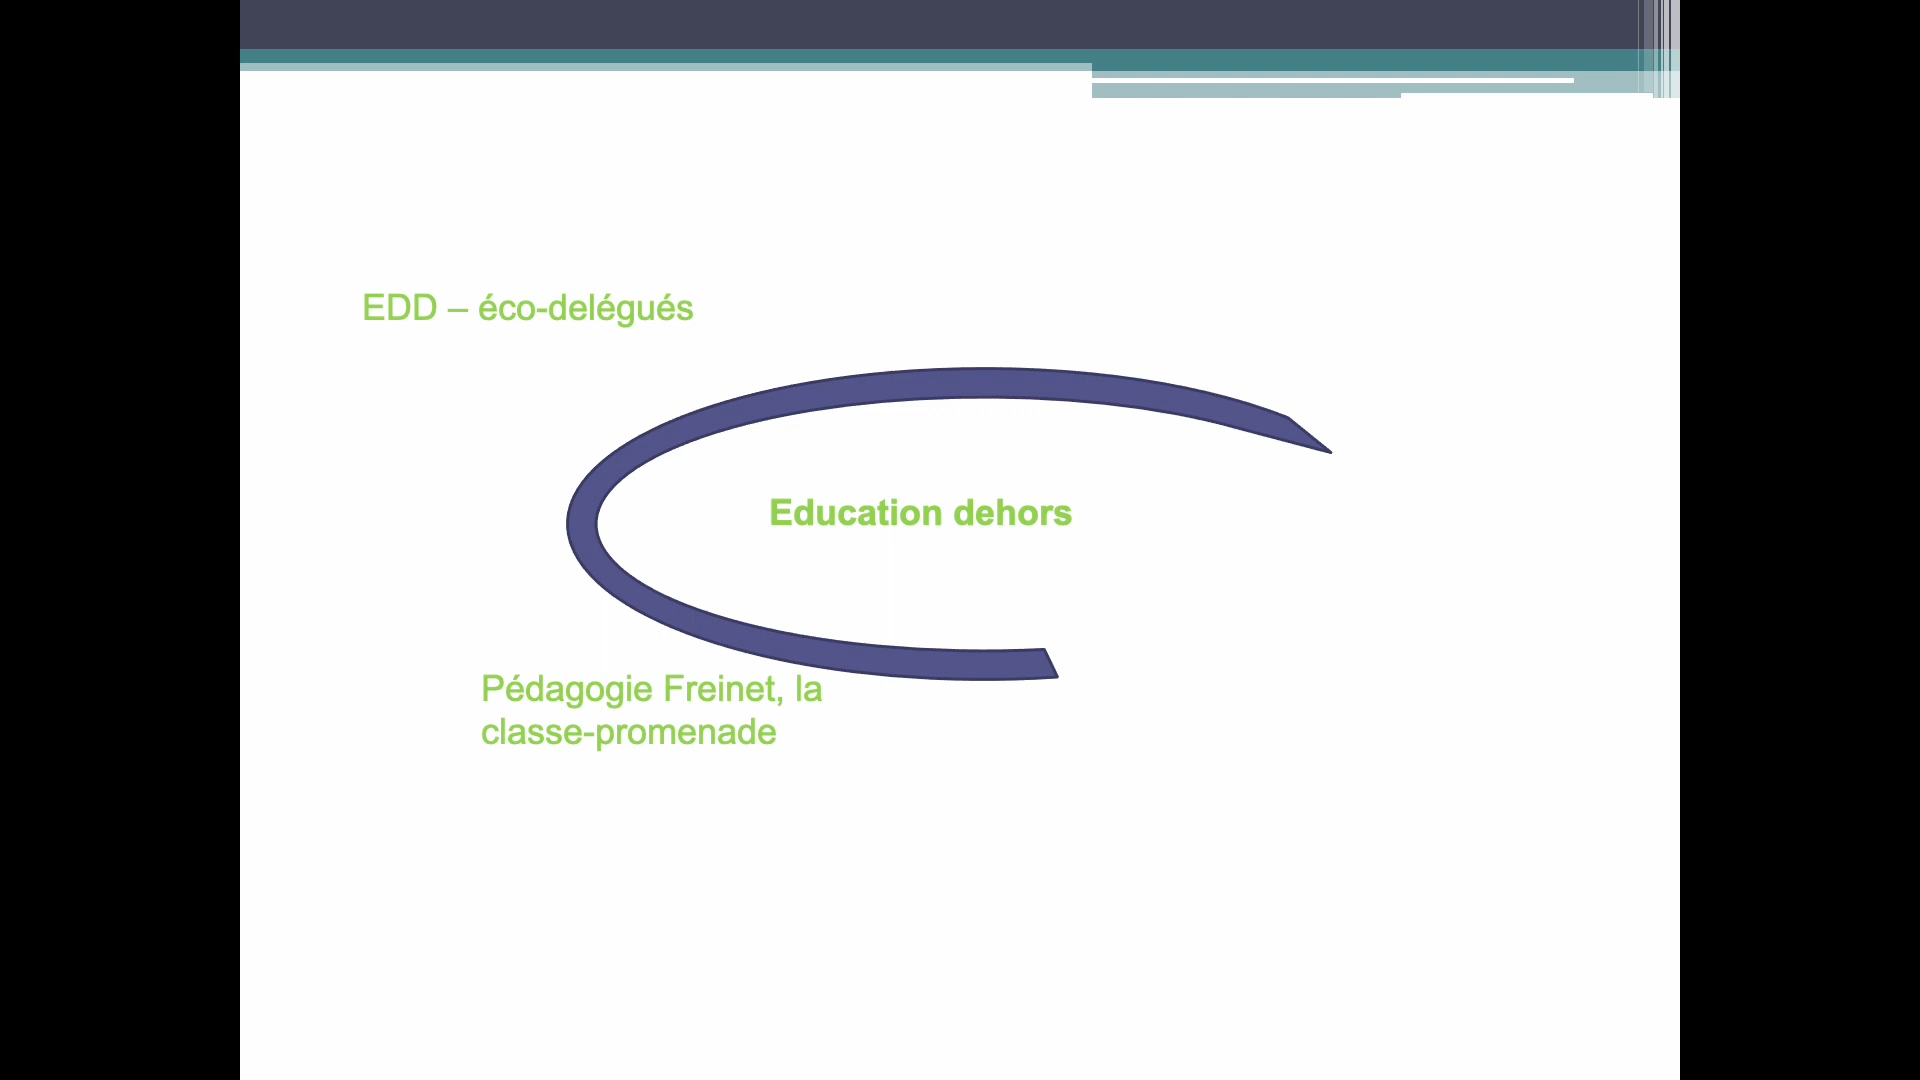 EDD – éco-delégués
Education dehors
Pédagogie Freinet, la
classe-promenade